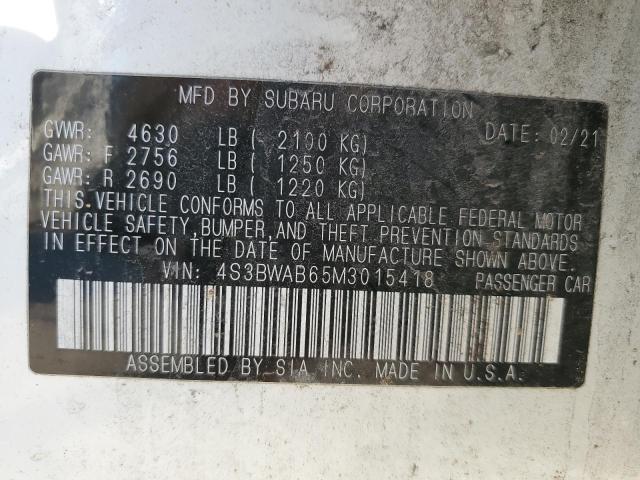 MFD BY SUBARU CORPORATION DATE: 02/21
GVWR: 4630 LB ( 2100 KG)
GAWR: F 2756 LB ( 1250 KG)
GAWR: R 2690 LB ( 1220 KG)
THIS VEHICLE CONFORMS TO ALL APPLICABLE FEDERAL MOTOR
VEHICLE SAFETY, BUMPER, AND THEFT PREVENTION STANDARDS
IN EFFECT ON THE DATE OF MANUFACTURE SHOWN ABOVE.
VIN: 4S3BWAB65M3015418 PASSENGER CAR
ASSEMBLED BY SIA INC. MADE IN U.S.A.